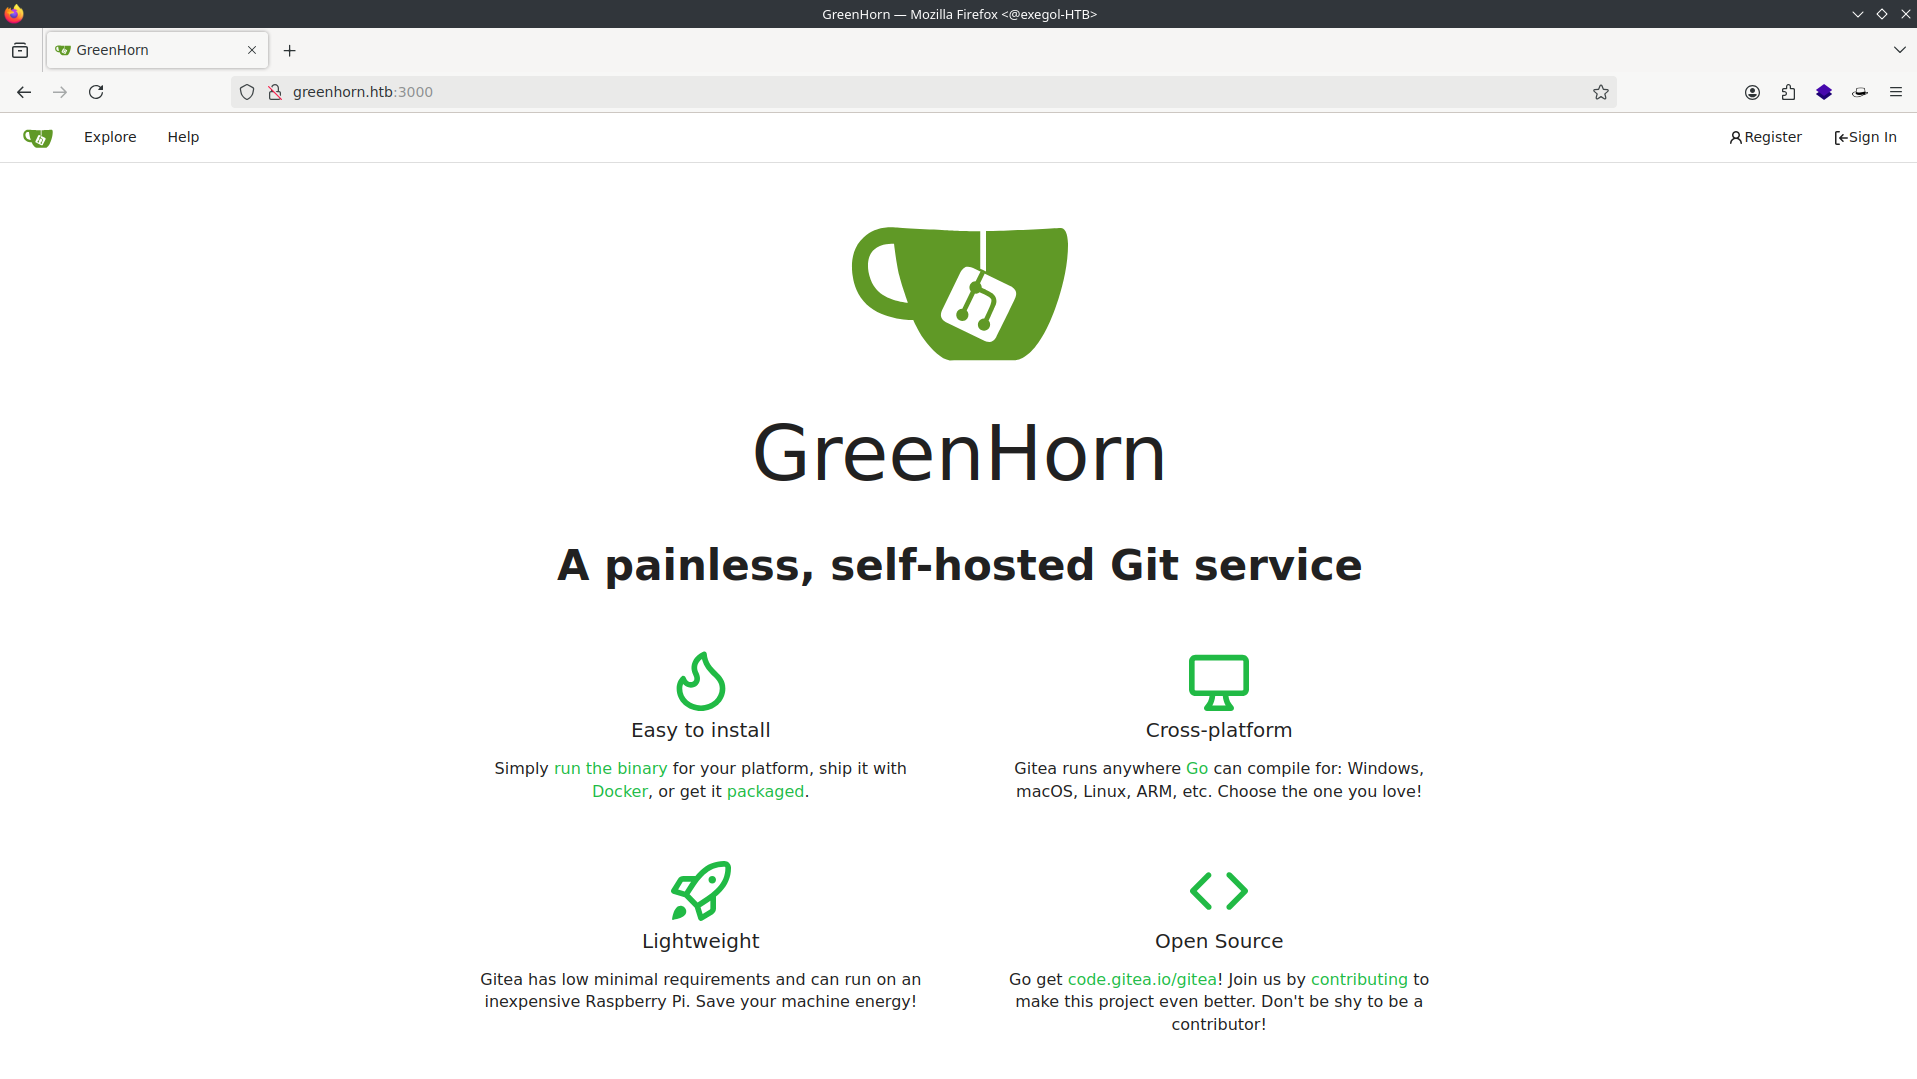 GreenHorn — Mozilla Firefox <@exegol-HTB>
GreenHorn
greenhorn.htb:3000
Explore Help Register Sign In
GreenHorn
A painless, self-hosted Git service
Easy to install
Simply run the binary for your platform, ship it with
Docker, or get it packaged.
Cross-platform
Gitea runs anywhere Go can compile for: Windows,
macOS, Linux, ARM, etc. Choose the one you love!
Lightweight
Gitea has low minimal requirements and can run on an
inexpensive Raspberry Pi. Save your machine energy!
Open Source
Go get code.gitea.io/gitea! Join us by contributing to
make this project even better. Don't be shy to be a
contributor!